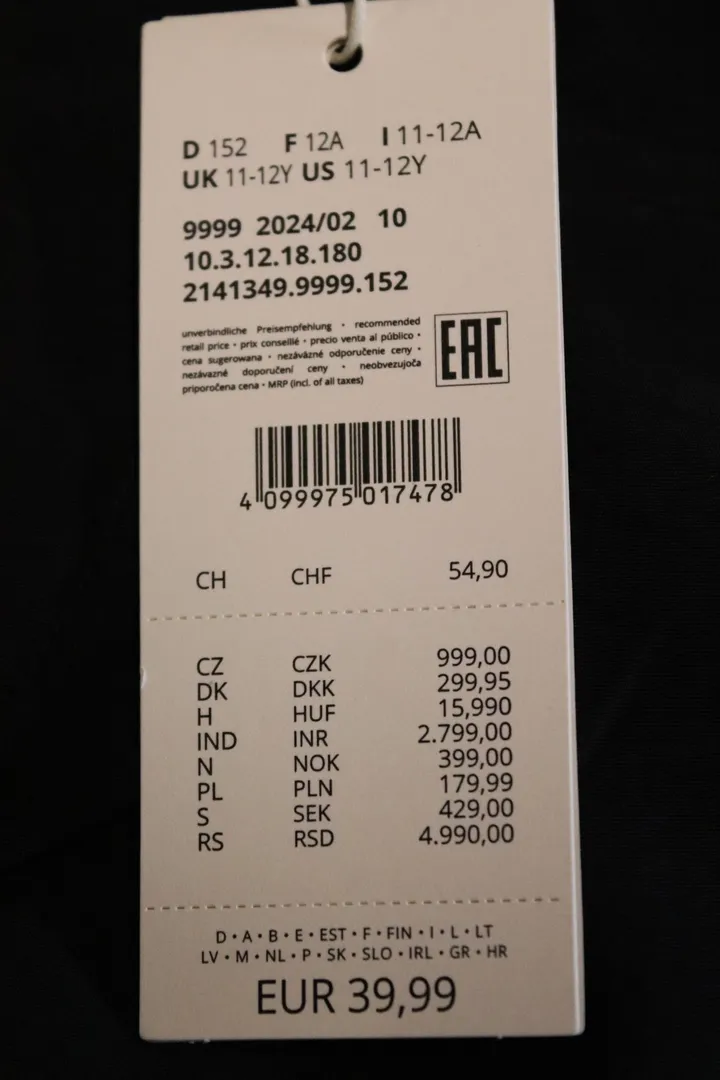 D 152 F 12A I 11-12A
UK 11-12Y US 11-12Y
9999 2024/02 10
10.3.12.18.180
2141349.9999.152
unverbindliche Preisempfehlung · recommended
retail price · prix conseillé · precio venta al público ·
cena sugerowana · nezáväzné odporučenie ceny ·
nezávazné doporučení ceny · neobvezujoča
priporočena cena · MRP (incl. of all taxes)
EAC
4 099975 017478
CH CHF 54,90
CZ CZK 999,00
DK DKK 299,95
H HUF 15,990
IND INR 2.799,00
N NOK 399,00
PL PLN 179,99
S SEK 429,00
RS RSD 4.990,00
D · A · B · E · EST · F · FIN · I · L · LT
LV · M · NL · P · SK · SLO · IRL · GR · HR
EUR 39,99